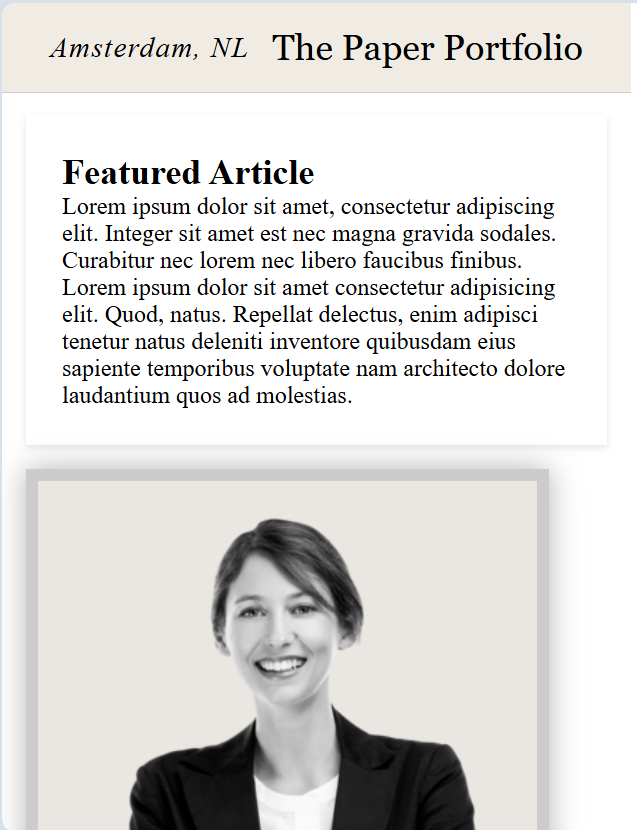 Amsterdam, NL The Paper Portfolio
Featured Article
Lorem ipsum dolor sit amet, consectetur adipiscing
elit. Integer sit amet est nec magna gravida sodales.
Curabitur nec lorem nec libero faucibus finibus.
Lorem ipsum dolor sit amet consectetur adipisicing
elit. Quod, natus. Repellat delectus, enim adipisci
tenetur natus deleniti inventore quibusdam eius
sapiente temporibus voluptate nam architecto dolore
laudantium quos ad molestias.